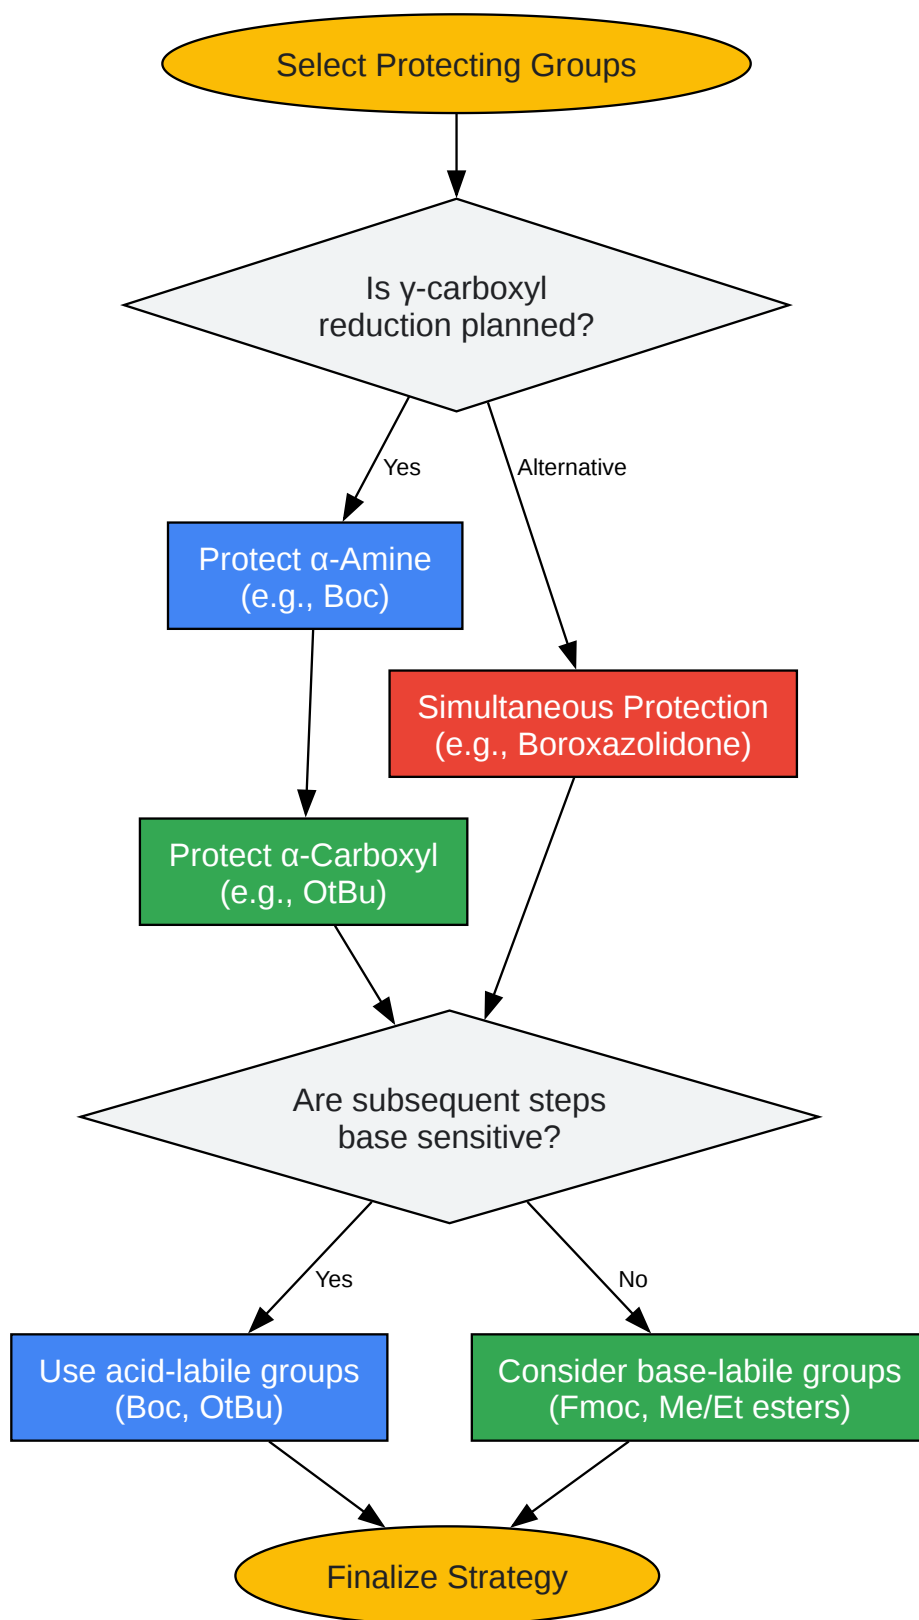 Select Protecting Groups
Is γ-carboxyl
reduction planned?
Yes
Alternative
Protect α-Amine
(e.g., Boc)
Simultaneous Protection
(e.g., Boroxazolidone)
Protect α-Carboxyl
(e.g., OtBu)
Are subsequent steps
base sensitive?
Yes
No
Use acid-labile groups
(Boc, OtBu)
Consider base-labile groups
(Fmoc, Me/Et esters)
Finalize Strategy